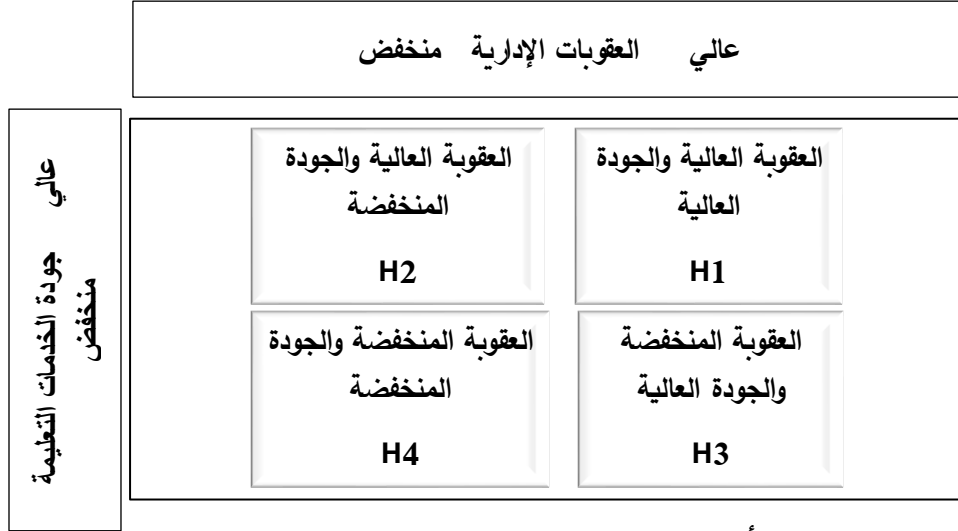 عالي العقوبات الإدارية منخفض
العقوبة العالية والجودة
العالية
H1
العقوبة العالية والجودة
المنخفضة
H2
العقوبة المنخفضة
والجودة العالية
H3
العقوبة المنخفضة والجودة
المنخفضة
H4
عالي جودة الخدمات التعليمة
منخفض